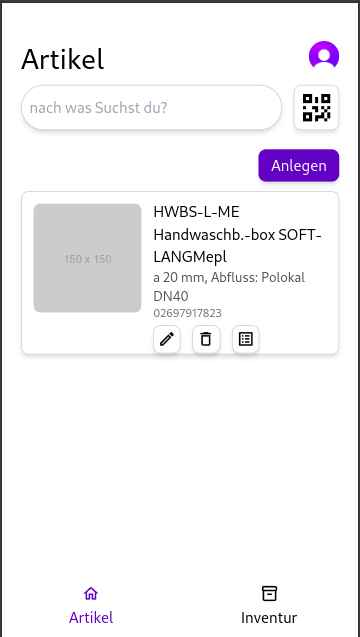 Artikel
nach was Suchst du?
Anlegen
150 x 150
HWBS-L-ME
Handwaschb.-box SOFT-
LANGMepl
a 20 mm, Abfluss: Polokal
DN40
02697917823
Artikel
Inventur